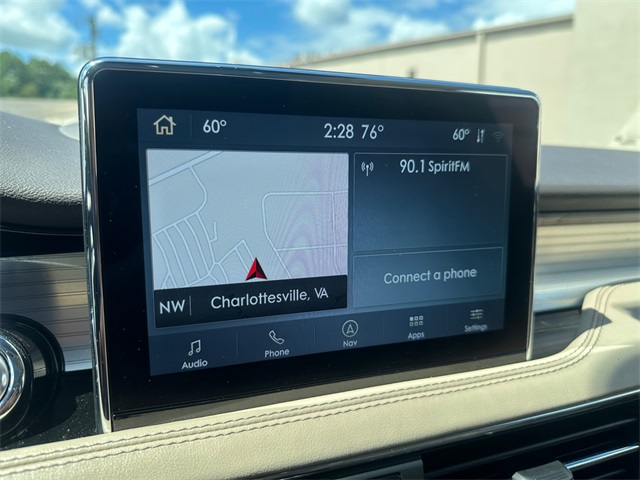 60° 2:28 76° 60°
90.1 SpiritFM
Connect a phone
NW Charlottesville, VA
Audio Phone Nav Apps Settings